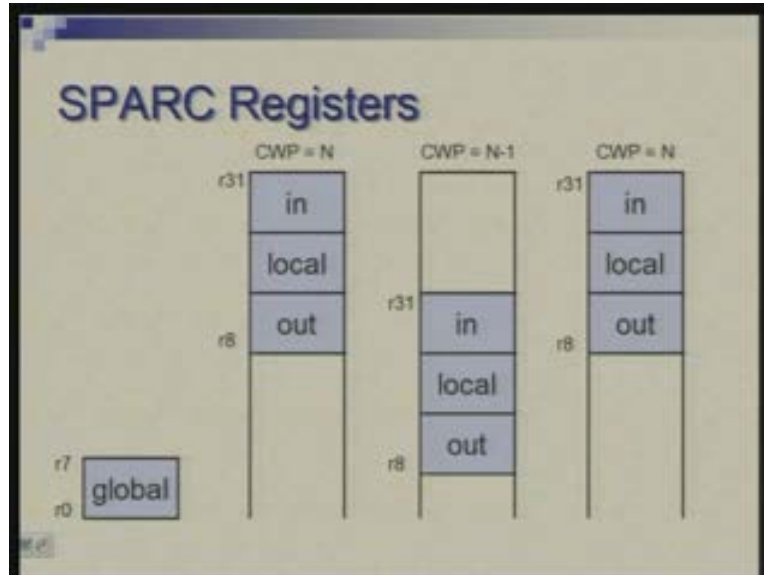 SPARC Registers
CWP = N
CWP = N-1
CWP = N
r31
in
local
out
r8
r31
in
local
out
r8
r31
in
local
out
r8
r7
global
r0